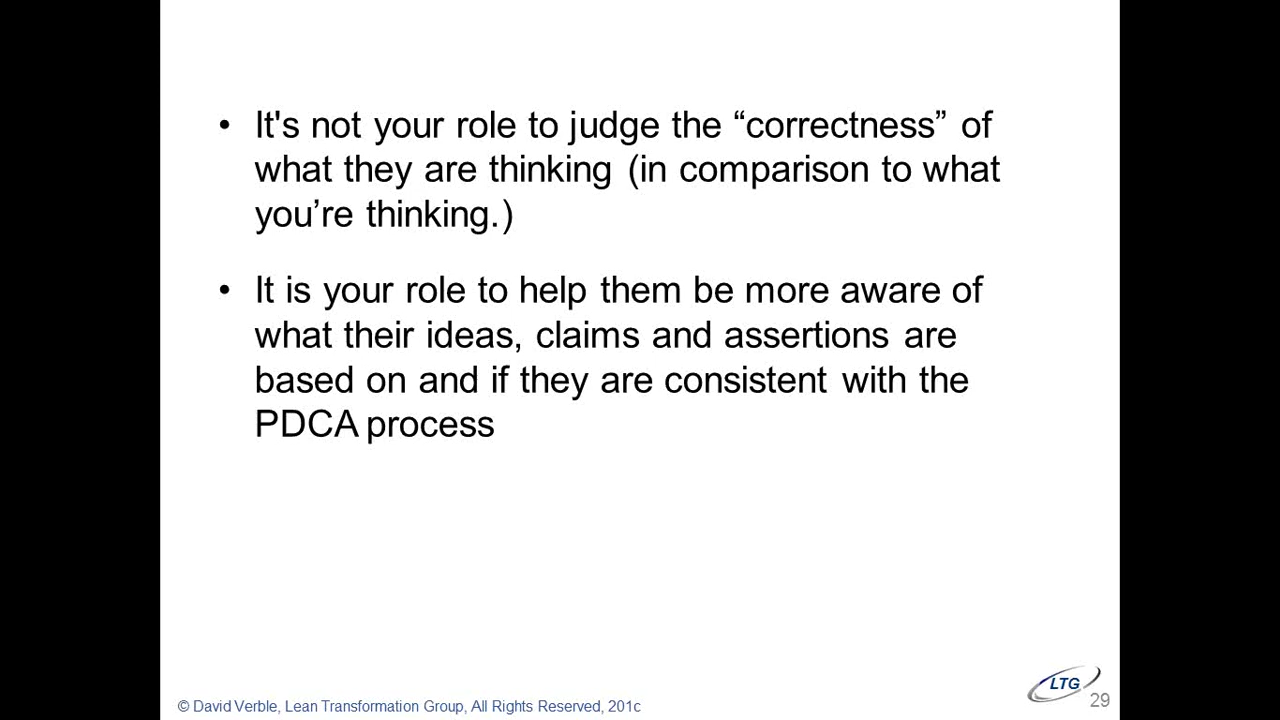 • It's not your role to judge the “correctness” of
what they are thinking (in comparison to what
you’re thinking.)
• It is your role to help them be more aware of
what their ideas, claims and assertions are
based on and if they are consistent with the
PDCA process
© David Verble, Lean Transformation Group, All Rights Reserved, 201c
LTG
29